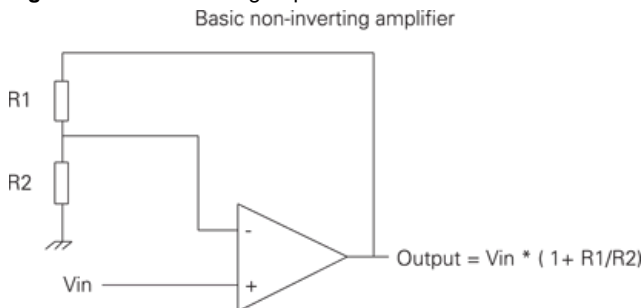 Basic non-inverting amplifier
R1
R2
-
Vin
+
Output = Vin * ( 1+ R1/R2)